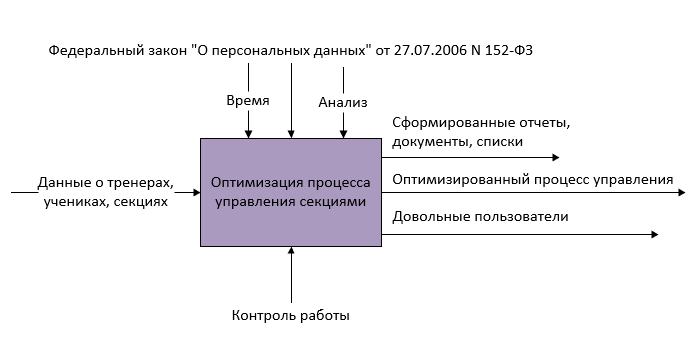 Федеральный закон "О персональных данных" от 27.07.2006 N 152-ФЗ
Время
Анализ
Сформированные отчеты,
документы, списки
Данные о тренерах,
учениках, секциях
Оптимизация процесса
управления секциями
Оптимизированный процесс управления
Довольные пользователи
Контроль работы